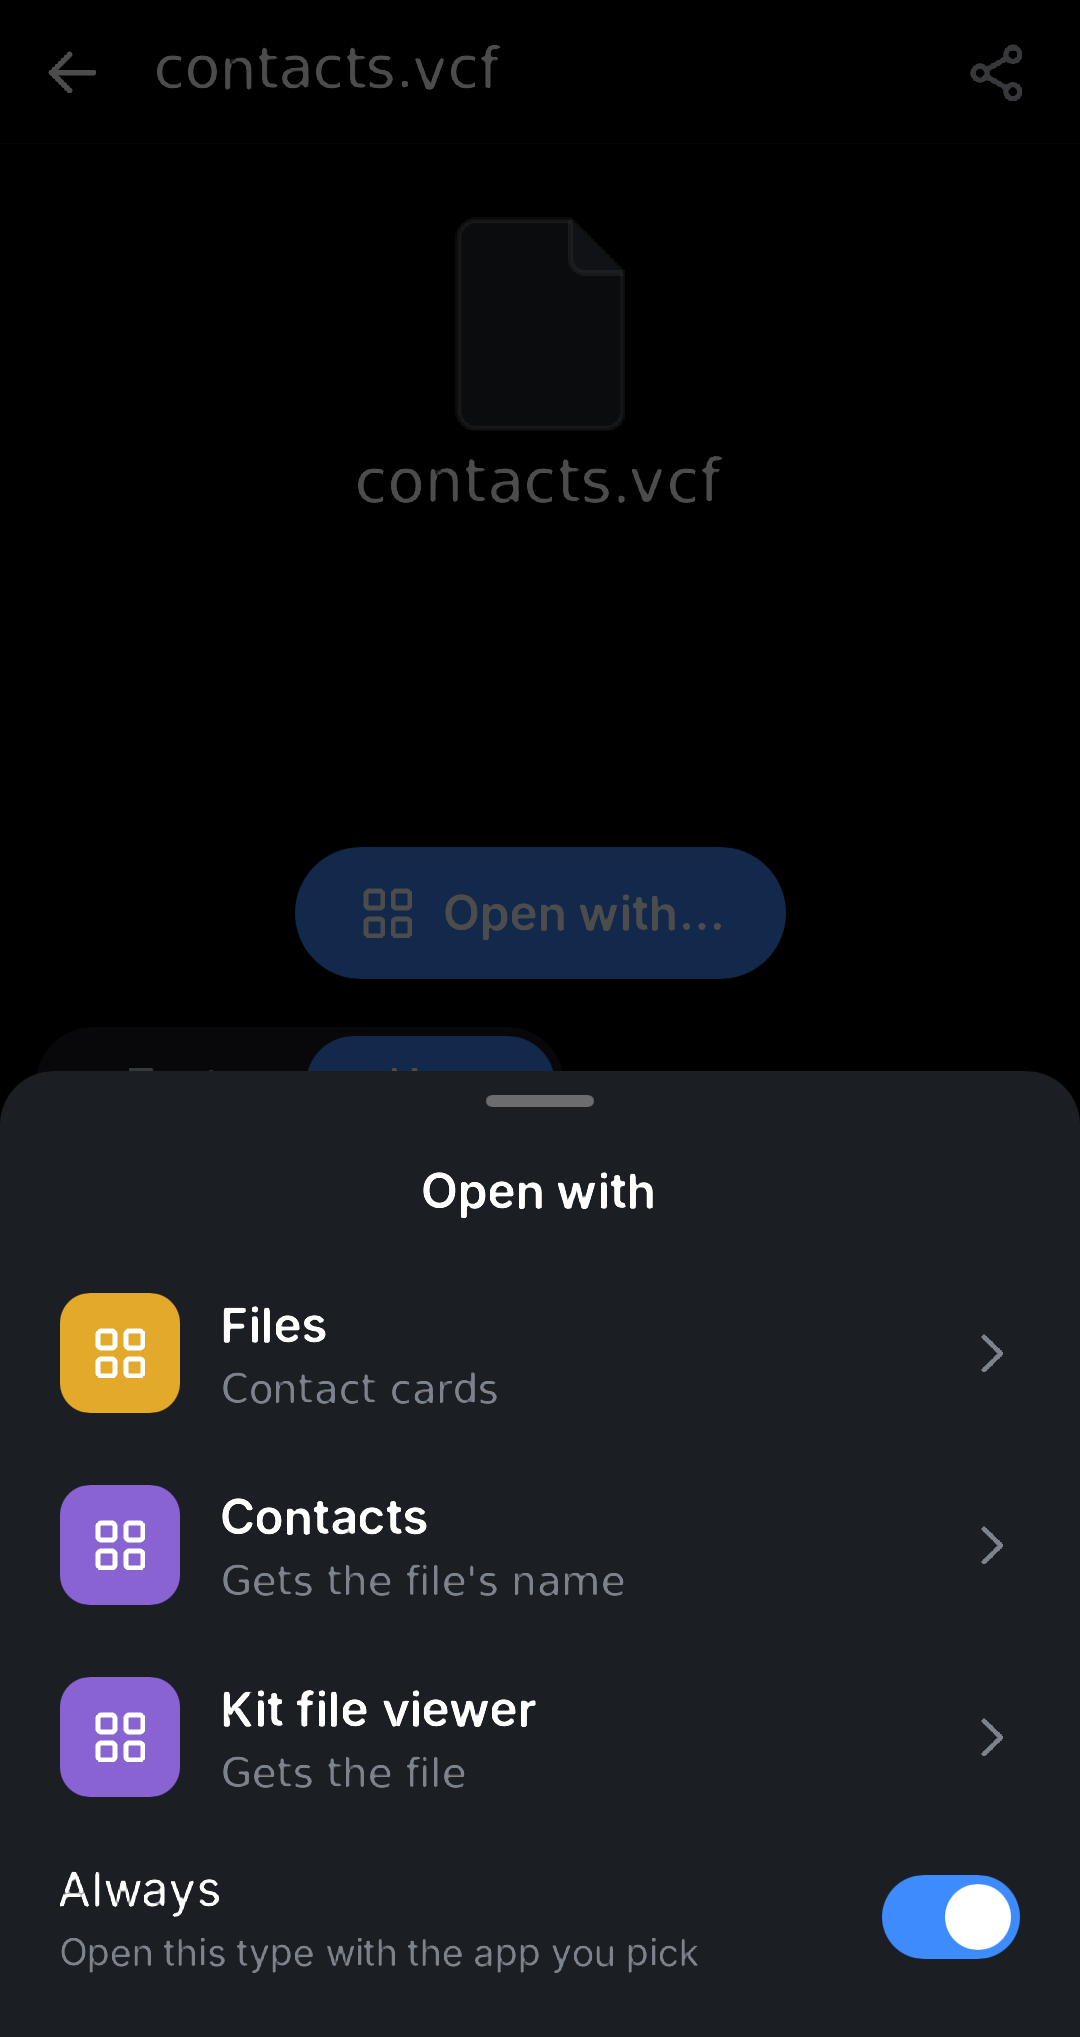 contacts.vcf
contacts.vcf
Open with...
Open with
Files
Contact cards
Contacts
Gets the file's name
Kit file viewer
Gets the file
Always
Open this type with the app you pick